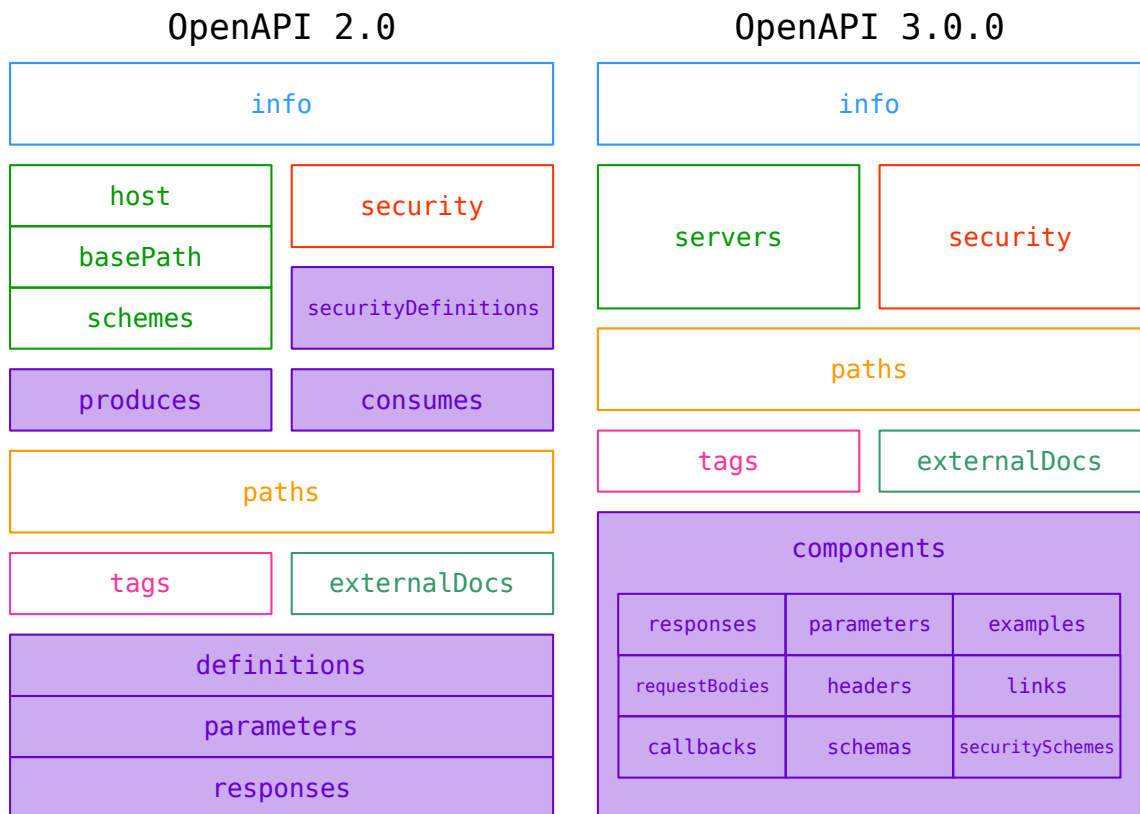 OpenAPI 2.0
info
host
basePath
schemes
security
securityDefinitions
produces
consumes
paths
tags
externalDocs
definitions
parameters
responses
OpenAPI 3.0.0
info
servers
security
paths
tags
externalDocs
components
responses
parameters
examples
requestBodies
headers
links
callbacks
schemas
securitySchemes